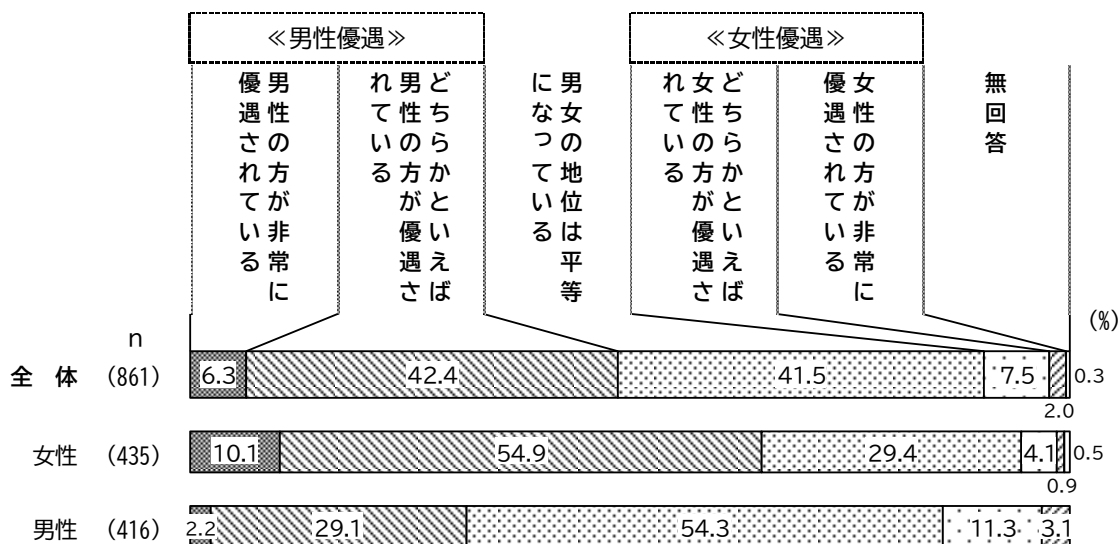 ≪男性優遇≫
≪女性優遇≫
男性の方が非常に
優遇されている
どちらかといえば
男性の方が優遇さ
れている
男女の地位は平等
になっている
どちらかといえば
女性の方が優遇さ
れている
女性の方が非常に
優遇されている
無回答
(%)
n
全 体 (861) 6.3 42.4 41.5 7.5 0.3
2.0
女性 (435) 10.1 54.9 29.4 4.1 0.5
0.9
男性 (416) 2.2 29.1 54.3 11.3 3.1